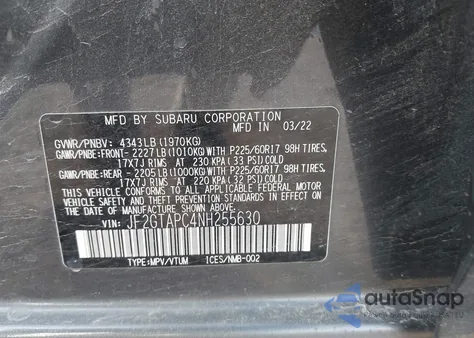 MFD BY SUBARU CORPORATION
MFD IN 03/22
GVWR/PNBV: 4343LB(1970KG)
GAWR/PNBE:FRONT- 2227LB(1010KG)WITH P225/60R17 98H TIRES,
17X7J RIMS AT 230 KPA(33 PSI)COLD
GAWR/PNBE:REAR - 2205LB(1000KG)WITH P225/60R17 98H TIRES,
17X7J RIMS AT 220 KPA(32 PSI)COLD
THIS VEHICLE CONFORMS TO ALL APPLICABLE FEDERAL MOTOR
VEHICLE SAFETY AND THEFT PREVENTION STANDARDS IN EFFECT
ON THE DATE OF MANUFACTURE SHOWN ABOVE.
JF2GTAPC4NH255630
TYPE:MPV/VTUM ICES/NMB-002
autoSnap